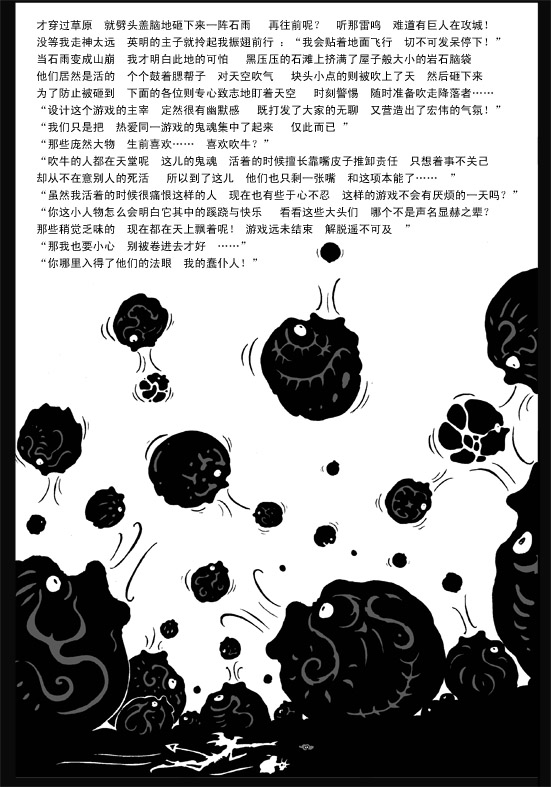 才穿过草原　就劈头盖脑地砸下来一阵石雨　再往前呢？　听那雷鸣　难道有巨人在攻城！
没等我走神太远　英明的主子就拎起我振翅前行 ：“我会贴着地面飞行　切不可发呆停下！”
当石雨变成山崩　我才明白此地的可怕　黑压压的石滩上挤满了屋子般大小的岩石脑袋
他们居然是活的　个个鼓着腮帮子　对天空吹气　块头小点的则被吹上了天　然后砸下来
为了防止被砸到　下面的各位则专心致志地盯着天空　时刻警惕　随时准备吹走降落者……
“设计这个游戏的主宰　定然很有幽默感　既打发了大家的无聊　又营造出了宏伟的气氛！”
“我们只是把　热爱同一游戏的鬼魂集中了起来　仅此而已 ”
“那些庞然大物　生前喜欢……　喜欢吹牛？”
“吹牛的人都在天堂呢　这儿的鬼魂　活着的时候擅长靠嘴皮子推卸责任　只想着事不关己
却从不在意别人的死活　所以到了这儿　他们也只剩一张嘴　和这项本能了……　”
“虽然我活着的时候很痛恨这样的人　现在也有些于心不忍　这样的游戏不会有厌烦的一天吗？”
“你这小人物怎么会明白它其中的蹊跷与快乐　看看这些大头们　哪个不是声名显赫之辈？
那些稍觉乏味的　现在都在天上飘着呢！ 游戏远未结束　解脱遥不可及　”
“那我也要小心　别被卷进去才好　……”
“你哪里入得了他们的法眼　我的蠢仆人！”